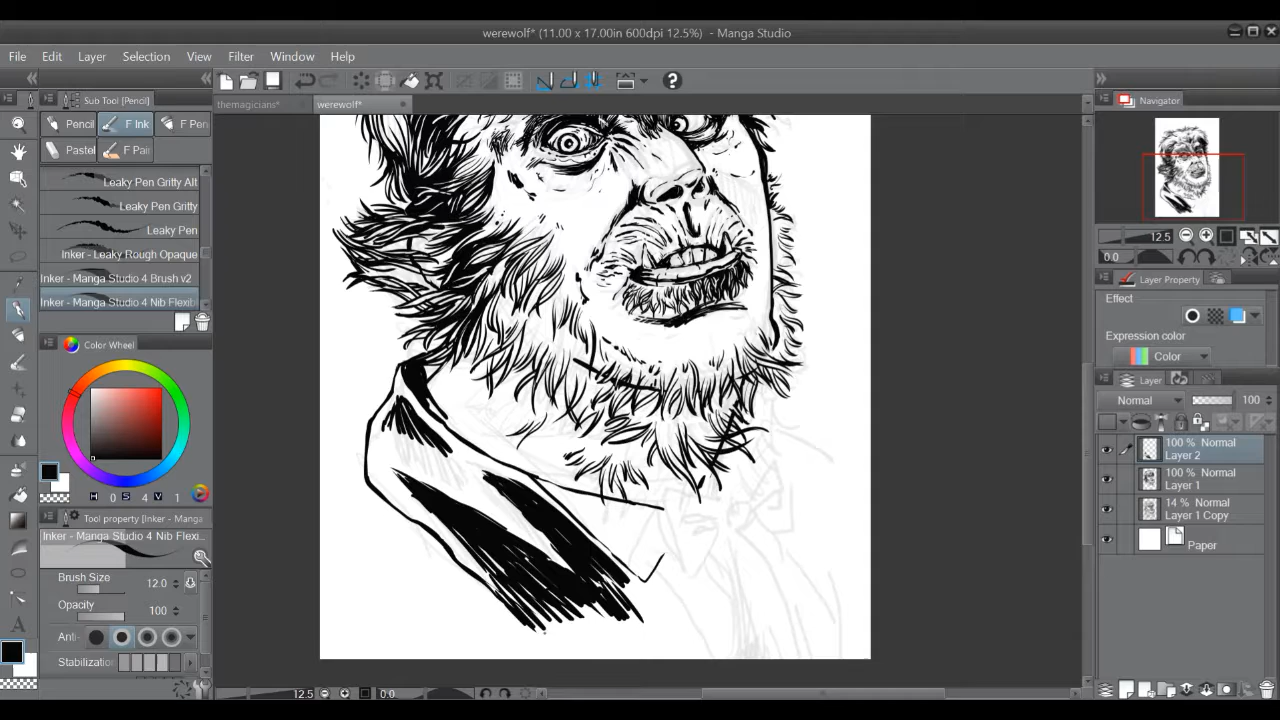 werewolf* (11.00 x 17.00in 600dpi 12.5%) - Manga Studio
File Edit Layer Selection View Filter Window Help
Sub Tool [Pencil]
themagicians*
werewolf*
Navigator
Pencil
F Ink
F Pen
Pastel
F Pair
Leaky Pen Gritty Alt
Leaky Pen Gritty
Leaky Pen
Inker - Leaky Rough Opaque
Inker - Manga Studio 4 Brush v2
Inker - Manga Studio 4 Nib Flexib
12.5
0.0
Layer Property
Effect
Expression color
Color
Color Wheel
Layer
Normal 100
100 % Normal
Layer 2
100 % Normal
Layer 1
14 % Normal
Layer 1 Copy
Paper
H 0 S 4 V 1
Tool property [Inker - Manga
Inker - Manga Studio 4 Nib Flexi...
Brush Size 12.0
Opacity 100
Anti-
Stabilization
12.5 0.0